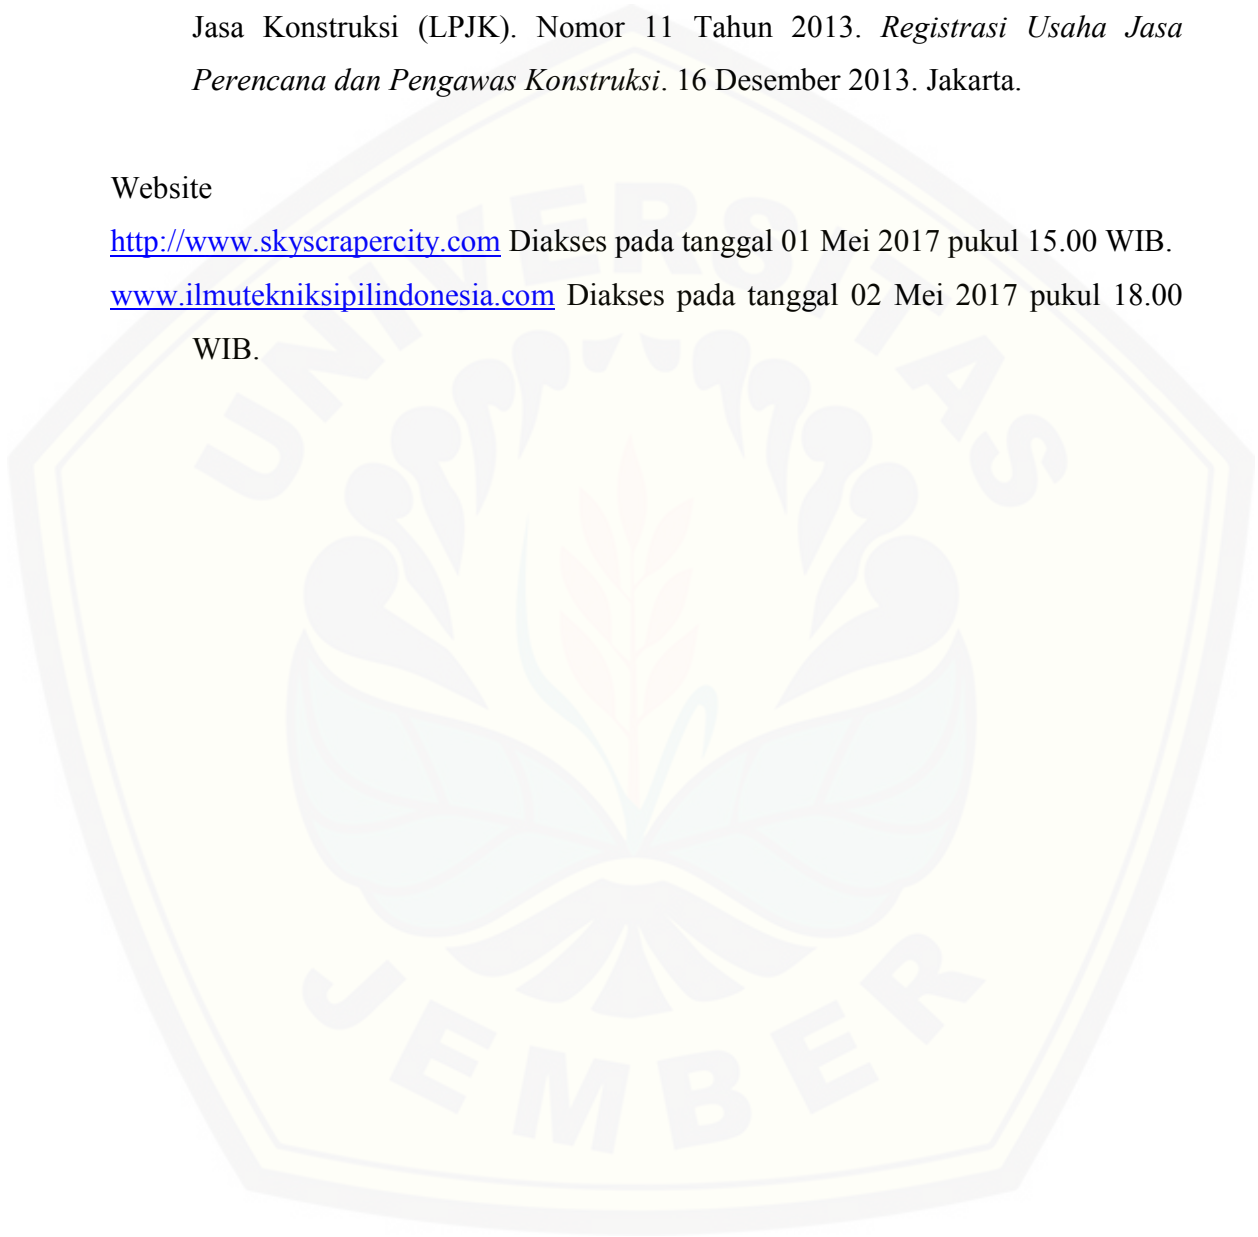 Jasa Konstruksi (LPJK). Nomor 11 Tahun 2013. Registrasi Usaha Jasa
Perencana dan Pengawas Konstruksi. 16 Desember 2013. Jakarta.
Website
http://www.skyscrapercity.com Diakses pada tanggal 01 Mei 2017 pukul 15.00 WIB.
www.ilmutekniksipilindonesia.com Diakses pada tanggal 02 Mei 2017 pukul 18.00
WIB.
UNIVERSITAS
JEMBER